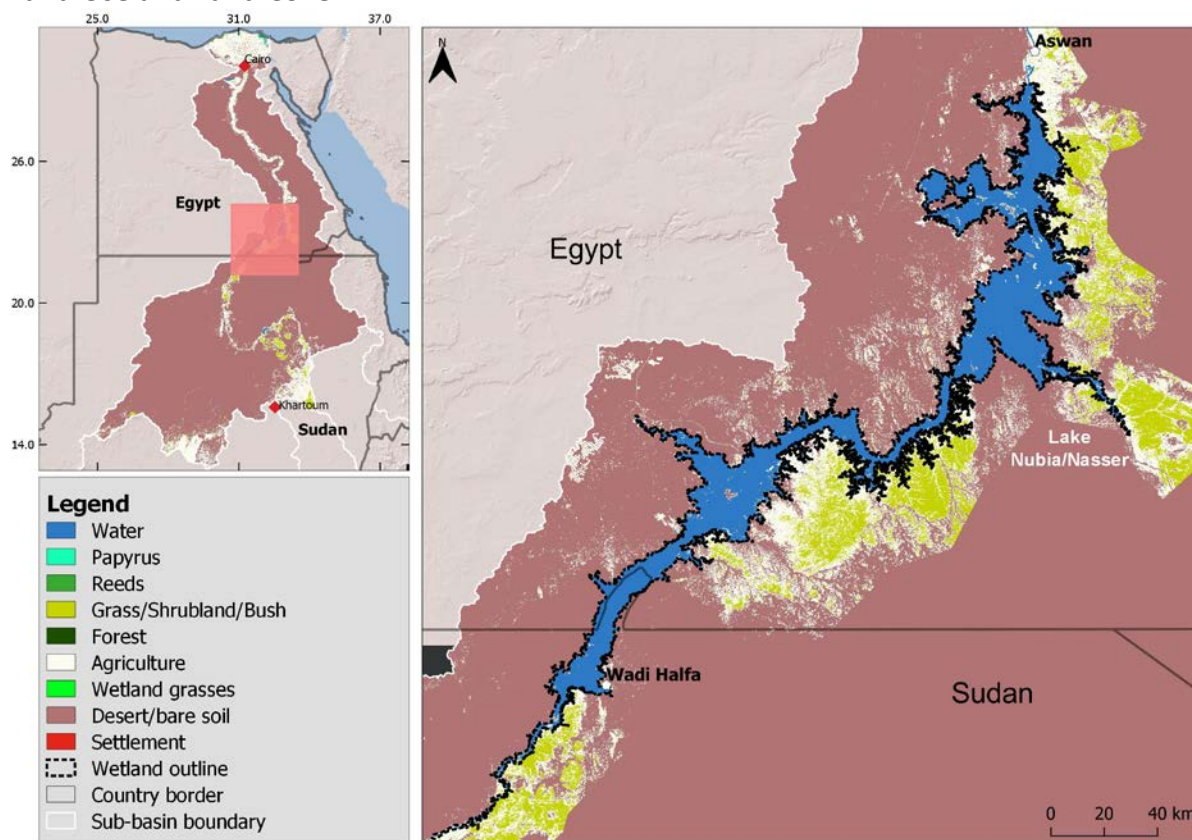 25.0
31.0
37.0
26.0
20.0
14.0
Cairo
Egypt
Khartoum
Sudan
Legend
Water
Papyrus
Reeds
Grass/Shrubland/Bush
Forest
Agriculture
Wetland grasses
Desert/bare soil
Settlement
Wetland outline
Country border
Sub-basin boundary
N
Aswan
Egypt
Lake
Nubia/Nasser
Wadi Halfa
Sudan
0 20 40 km